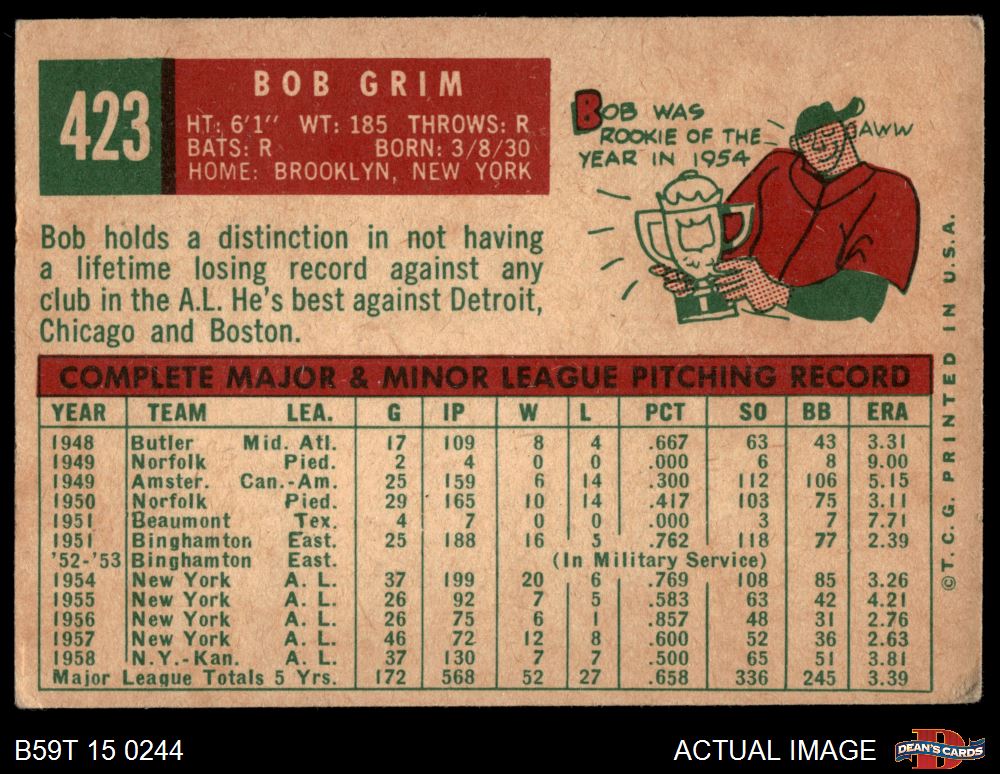 423
BOB GRIM
HT: 6'1" WT: 185 THROWS: R
BATS: R BORN: 3/8/30
HOME: BROOKLYN, NEW YORK
BOB WAS
ROOKIE OF THE
YEAR IN 1954
AWW
Bob holds a distinction in not having
a lifetime losing record against any
club in the A.L. He's best against Detroit,
Chicago and Boston.
COMPLETE MAJOR & MINOR LEAGUE PITCHING RECORD
YEAR TEAM LEA. G IP W L PCT SO BB ERA
1948 Butler Mid. Atl. 17 109 8 4 .667 63 43 3.31
1949 Norfolk Pied. 2 4 0 0 .000 6 8 9.00
1949 Amster. Can.-Am. 25 159 6 14 .300 112 106 5.15
1950 Norfolk Pied. 29 165 10 14 .417 103 75 3.11
1951 Beaumont Tex. 4 7 0 0 .000 3 7 7.71
1951 Binghamton East. 25 188 16 5 .762 118 77 2.39
'52-'53 Binghamton East. (In Military Service)
1954 New York A. L. 37 199 20 6 .769 108 85 3.26
1955 New York A. L. 26 92 7 5 .583 63 42 4.21
1956 New York A. L. 26 75 6 1 .857 48 31 2.76
1957 New York A. L. 46 72 12 8 .600 52 36 2.63
1958 N.Y.-Kan. A. L. 37 130 7 7 .500 65 51 3.81
Major League Totals 5 Yrs. 172 568 52 27 .658 336 245 3.39
©T.C.G. PRINTED IN U.S.A.
B59T 15 0244
ACTUAL IMAGE
D
DEAN'S CARDS